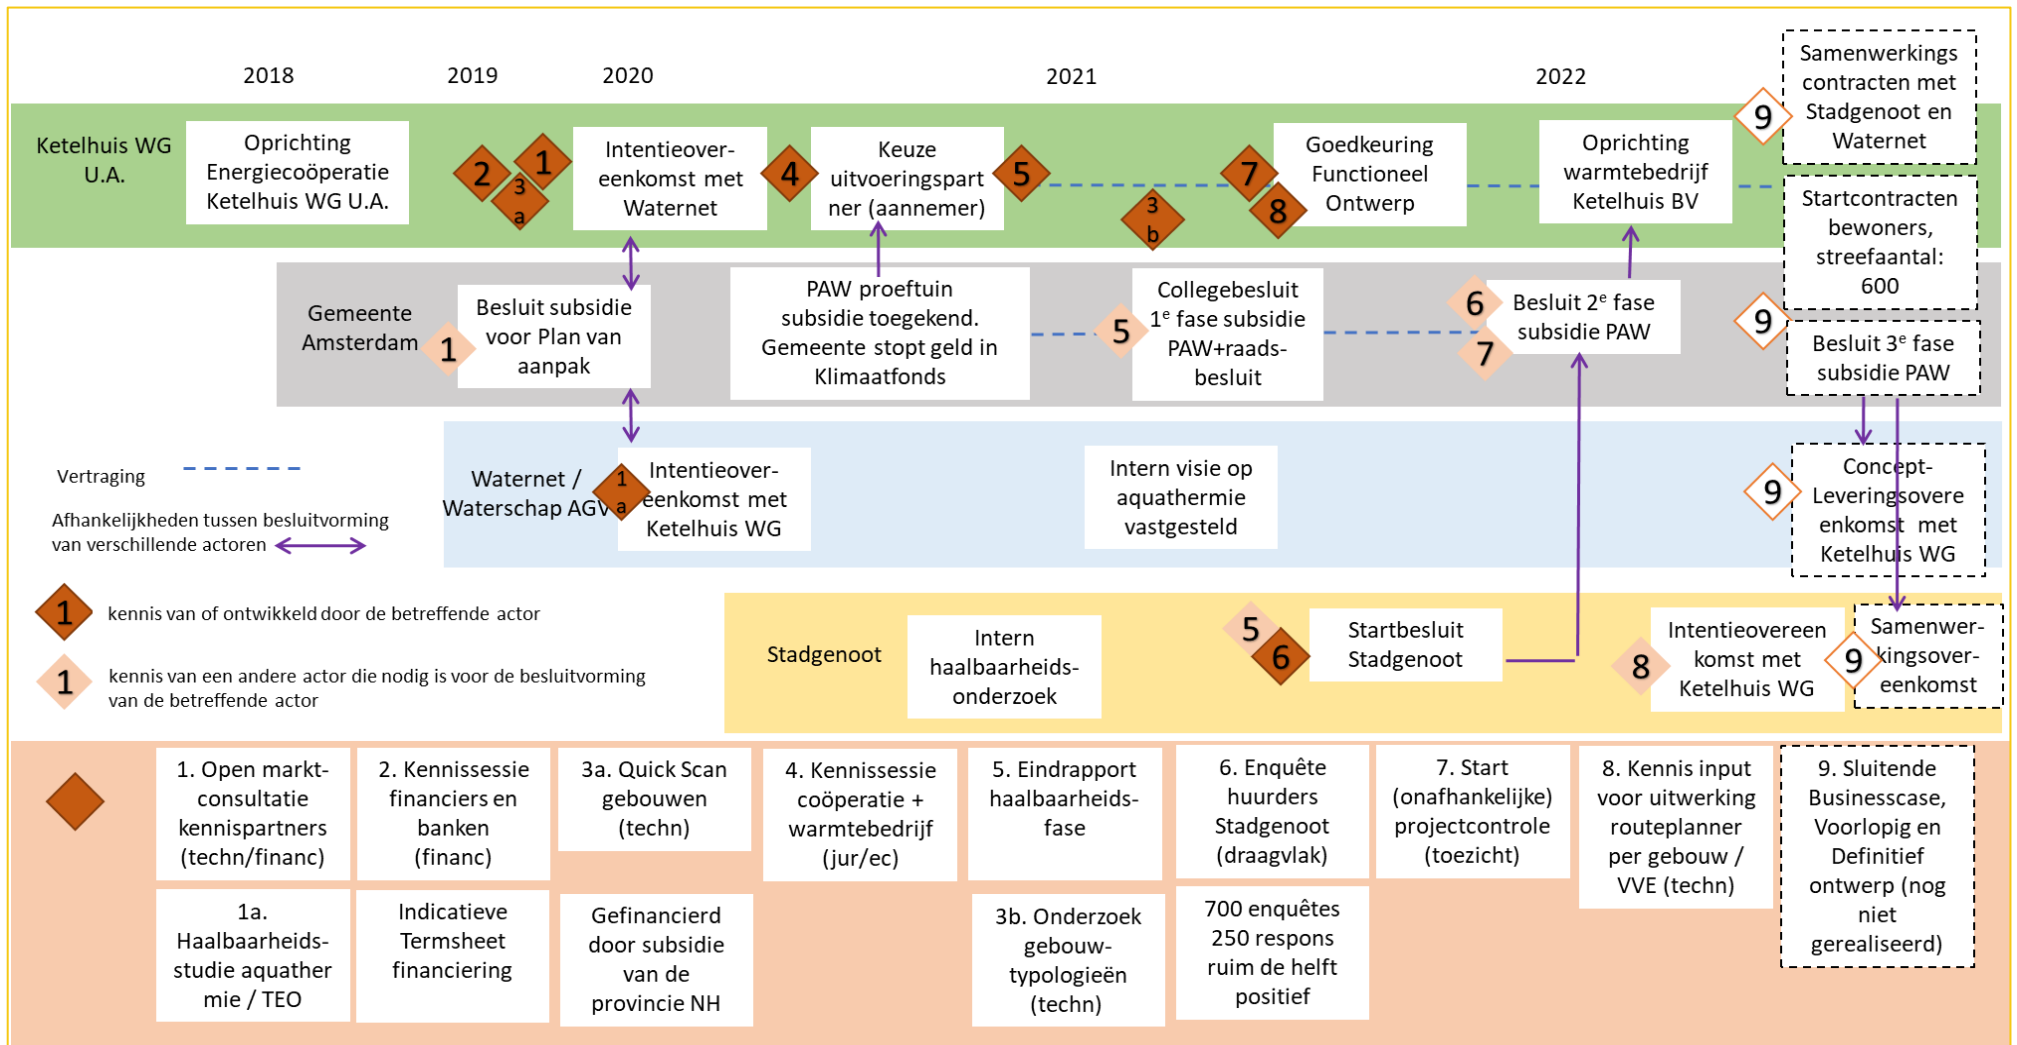 2018
2019
2020
2021
2022
Ketelhuis WG
U.A.
Oprichting
Energiecoöperatie
Ketelhuis WG U.A.
2
3
a
1
Intentieover-
eenkomst met
Waternet
4
Keuze
uitvoeringspart
ner (aannemer)
5
3
b
7
8
Goedkeuring
Functioneel
Ontwerp
Oprichting
warmtebedrijf
Ketelhuis BV
9
Samenwerkings
contracten met
Stadgenoot en
Waternet
Startcontracten
bewoners,
streefaantal:
600
Gemeente
Amsterdam
1
Besluit subsidie
voor Plan van
aanpak
PAW proeftuin
subsidie toegekend.
Gemeente stopt geld in
Klimaatfonds
5
Collegebesluit
1e fase subsidie
PAW+raads-
besluit
6
7
Besluit 2e fase
subsidie PAW
9
Besluit 3e fase
subsidie PAW
Waternet /
Waterschap AGV
1
a
Intentieover-
eenkomst met
Ketelhuis WG
Intern visie op
aquathermie
vastgesteld
9
Concept-
Leveringsovere
enkomst met
Ketelhuis WG
Vertraging
Afhankelijkheden tussen besluitvorming
van verschillende actoren
1
kennis van of ontwikkeld door de betreffende actor
1
kennis van een andere actor die nodig is voor de besluitvorming
van de betreffende actor
Stadgenoot
Intern
haalbaarheids-
onderzoek
5
6
Startbesluit
Stadgenoot
8
Intentieovereen
komst met
Ketelhuis WG
9
Samenwer-
kingsover-
eenkomst
1. Open markt-
consultatie
kennispartners
(techn/financ)
1a.
Haalbaarheids-
studie aquather
mie / TEO
2. Kennissessie
financiers en
banken
(financ)
Indicatieve
Termsheet
financiering
3a. Quick Scan
gebouwen
(techn)
Gefinancierd
door subsidie
van de
provincie NH
4. Kennissessie
coöperatie +
warmtebedrijf
(jur/ec)
5. Eindrapport
haalbaarheids-
fase
3b. Onderzoek
gebouw-
typologieën
(techn)
6. Enquête
huurders
Stadgenoot
(draagvlak)
700 enquêtes
250 respons
ruim de helft
positief
7. Start
(onafhankelijke)
projectcontrole
(toezicht)
8. Kennis input
voor uitwerking
routeplanner
per gebouw /
VVE (techn)
9. Sluitende
Businesscase,
Voorlopig en
Definitief
ontwerp (nog
niet
gerealiseerd)